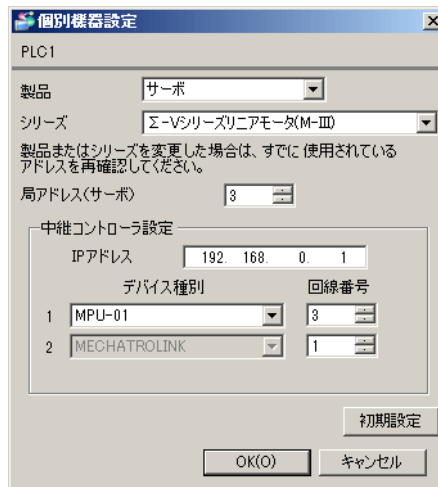 個別機器設定
PLC1
製品 サーボ
シリーズ Σ-Vシリーズリニアモータ(M-Ⅲ)
製品またはシリーズを変更した場合は、すでに使用されている
アドレスを再確認してください。
局アドレス(サーボ) 3
中継コントローラ設定
IPアドレス 192. 168. 0. 1
デバイス種別 回線番号
1 MPU-01 3
2 MECHATROLINK 1
初期設定
OK(O) キャンセル